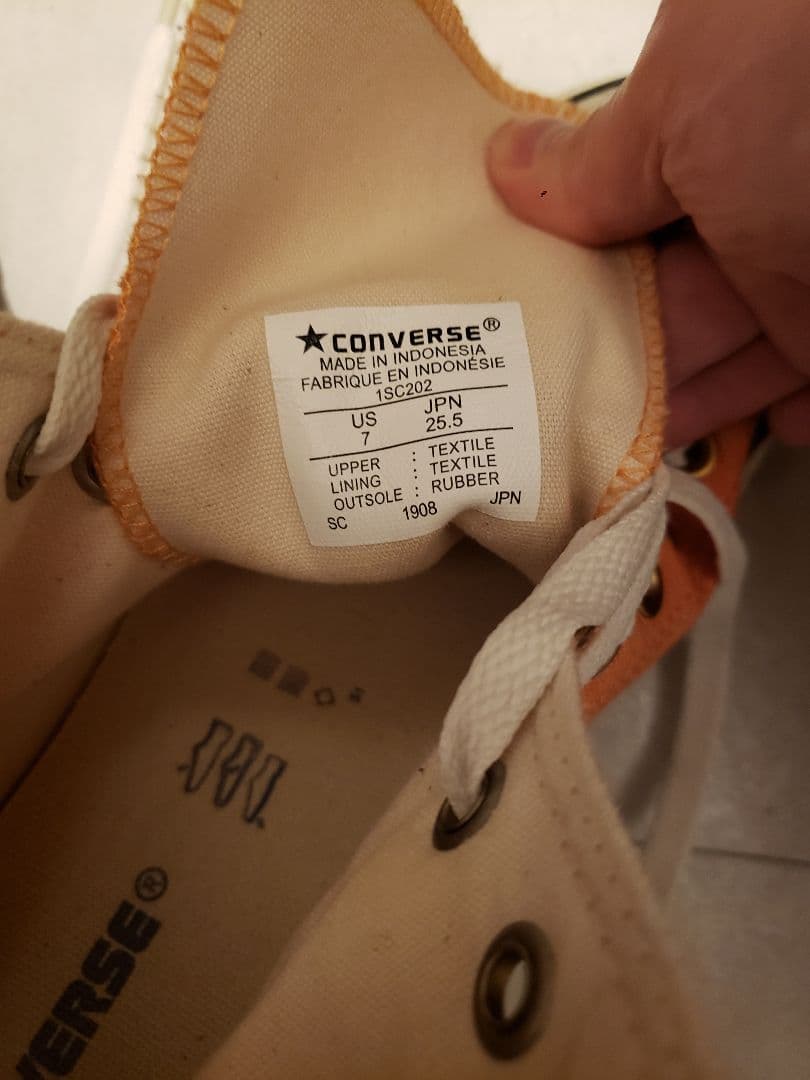 ★CONVERSE®
MADE IN INDONESIA
FABRIQUE EN INDONÉSIE
1SC202
US JPN
7 25.5
UPPER : TEXTILE
LINING : TEXTILE
OUTSOLE : RUBBER
SC 1908 JPN
VERSE®